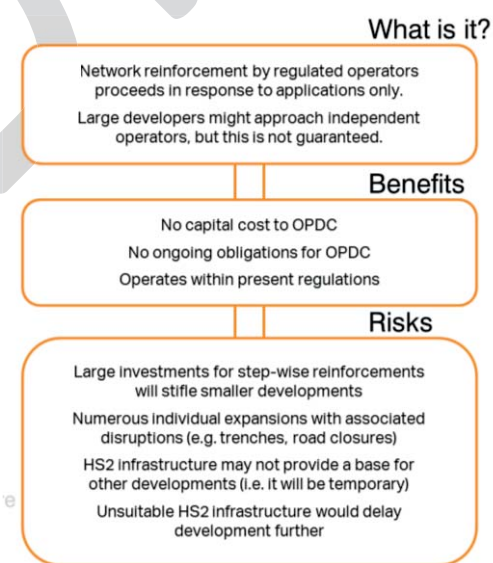 What is it?
Network reinforcement by regulated operators
proceeds in response to applications only.
Large developers might approach independent
operators, but this is not guaranteed.
Benefits
No capital cost to OPDC
No ongoing obligations for OPDC
Operates within present regulations
Risks
Large investments for step-wise reinforcements
will stifle smaller developments
Numerous individual expansions with associated
disruptions (e.g. trenches, road closures)
HS2 infrastructure may not provide a base for
other developments (i.e. it will be temporary)
Unsuitable HS2 infrastructure would delay
development further